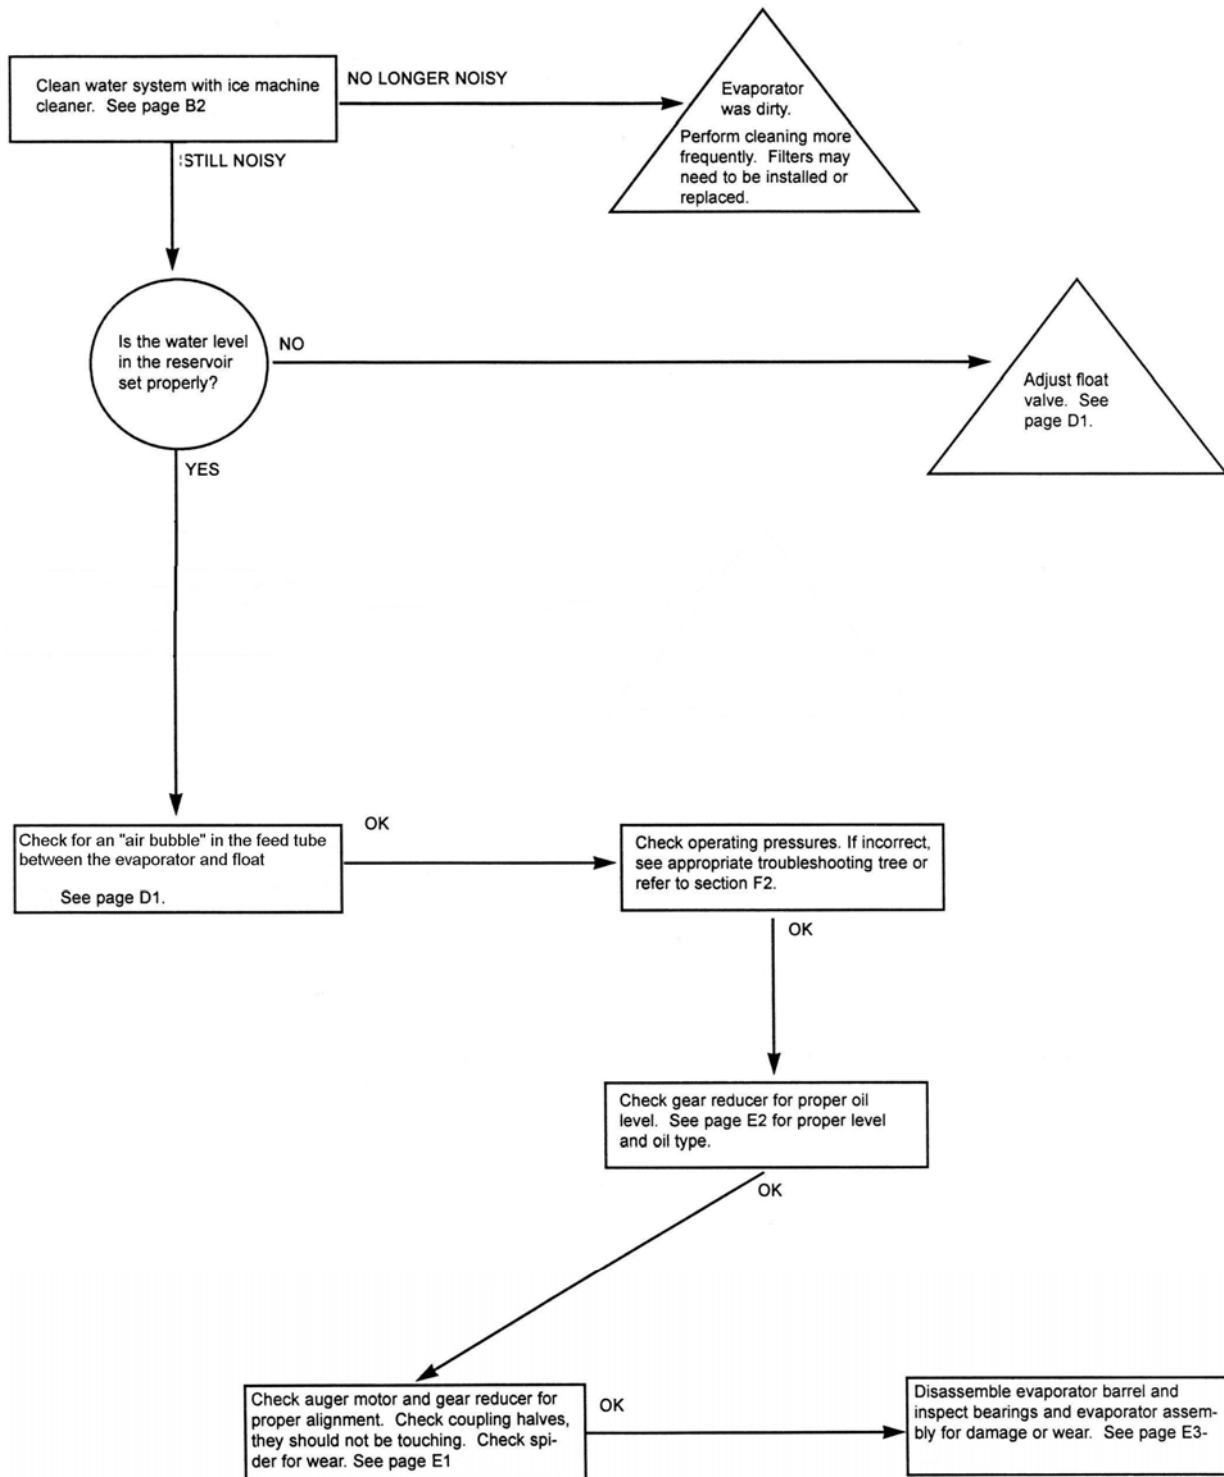 Clean water system with ice machine
cleaner. See page B2
NO LONGER NOISY
Evaporator
was dirty.
Perform cleaning more
frequently. Filters may
need to be installed or
replaced.
STILL NOISY
Is the water level
in the reservoir
set properly?
NO
Adjust float
valve. See
page D1.
YES
Check for an "air bubble" in the feed tube
between the evaporator and float
See page D1.
OK
Check operating pressures. If incorrect,
see appropriate troubleshooting tree or
refer to section F2.
OK
Check gear reducer for proper oil
level. See page E2 for proper level
and oil type.
OK
Check auger motor and gear reducer for
proper alignment. Check coupling halves,
they should not be touching. Check spi-
der for wear. See page E1
OK
Disassemble evaporator barrel and
inspect bearings and evaporator assem-
bly for damage or wear. See page E3-